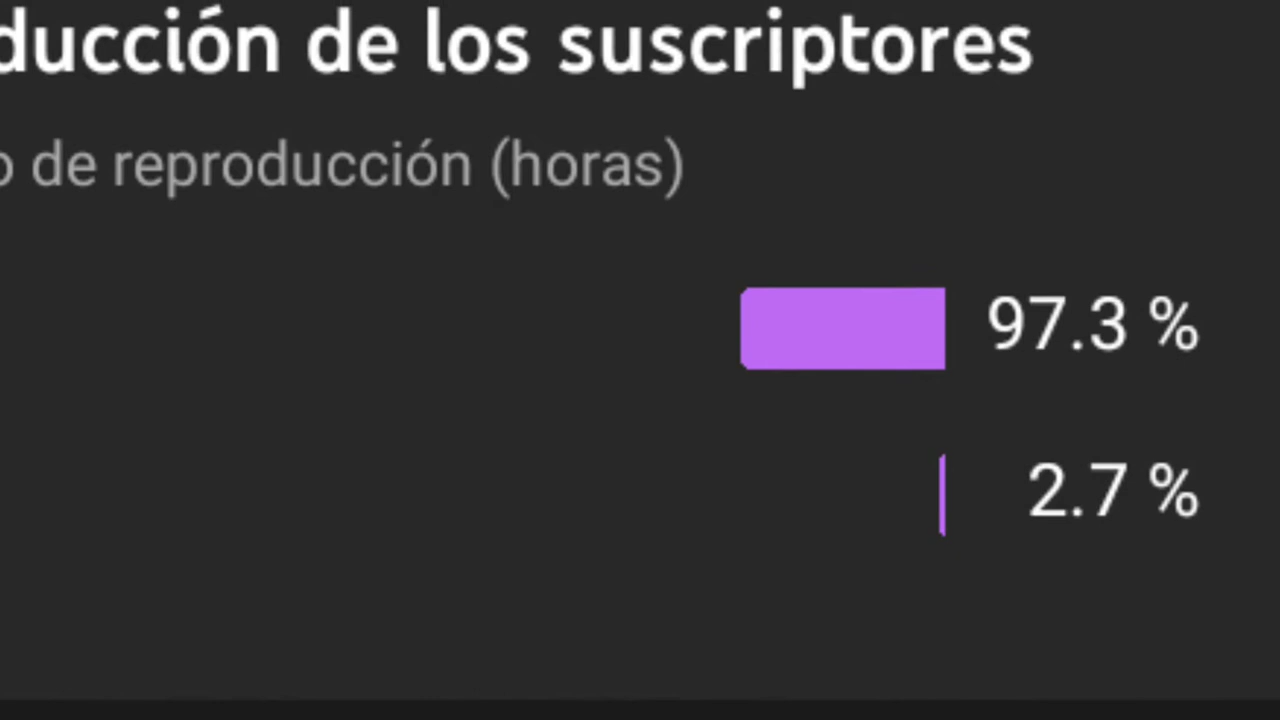 ducción de los suscriptores
o de reproducción (horas)
97.3 %
2.7 %